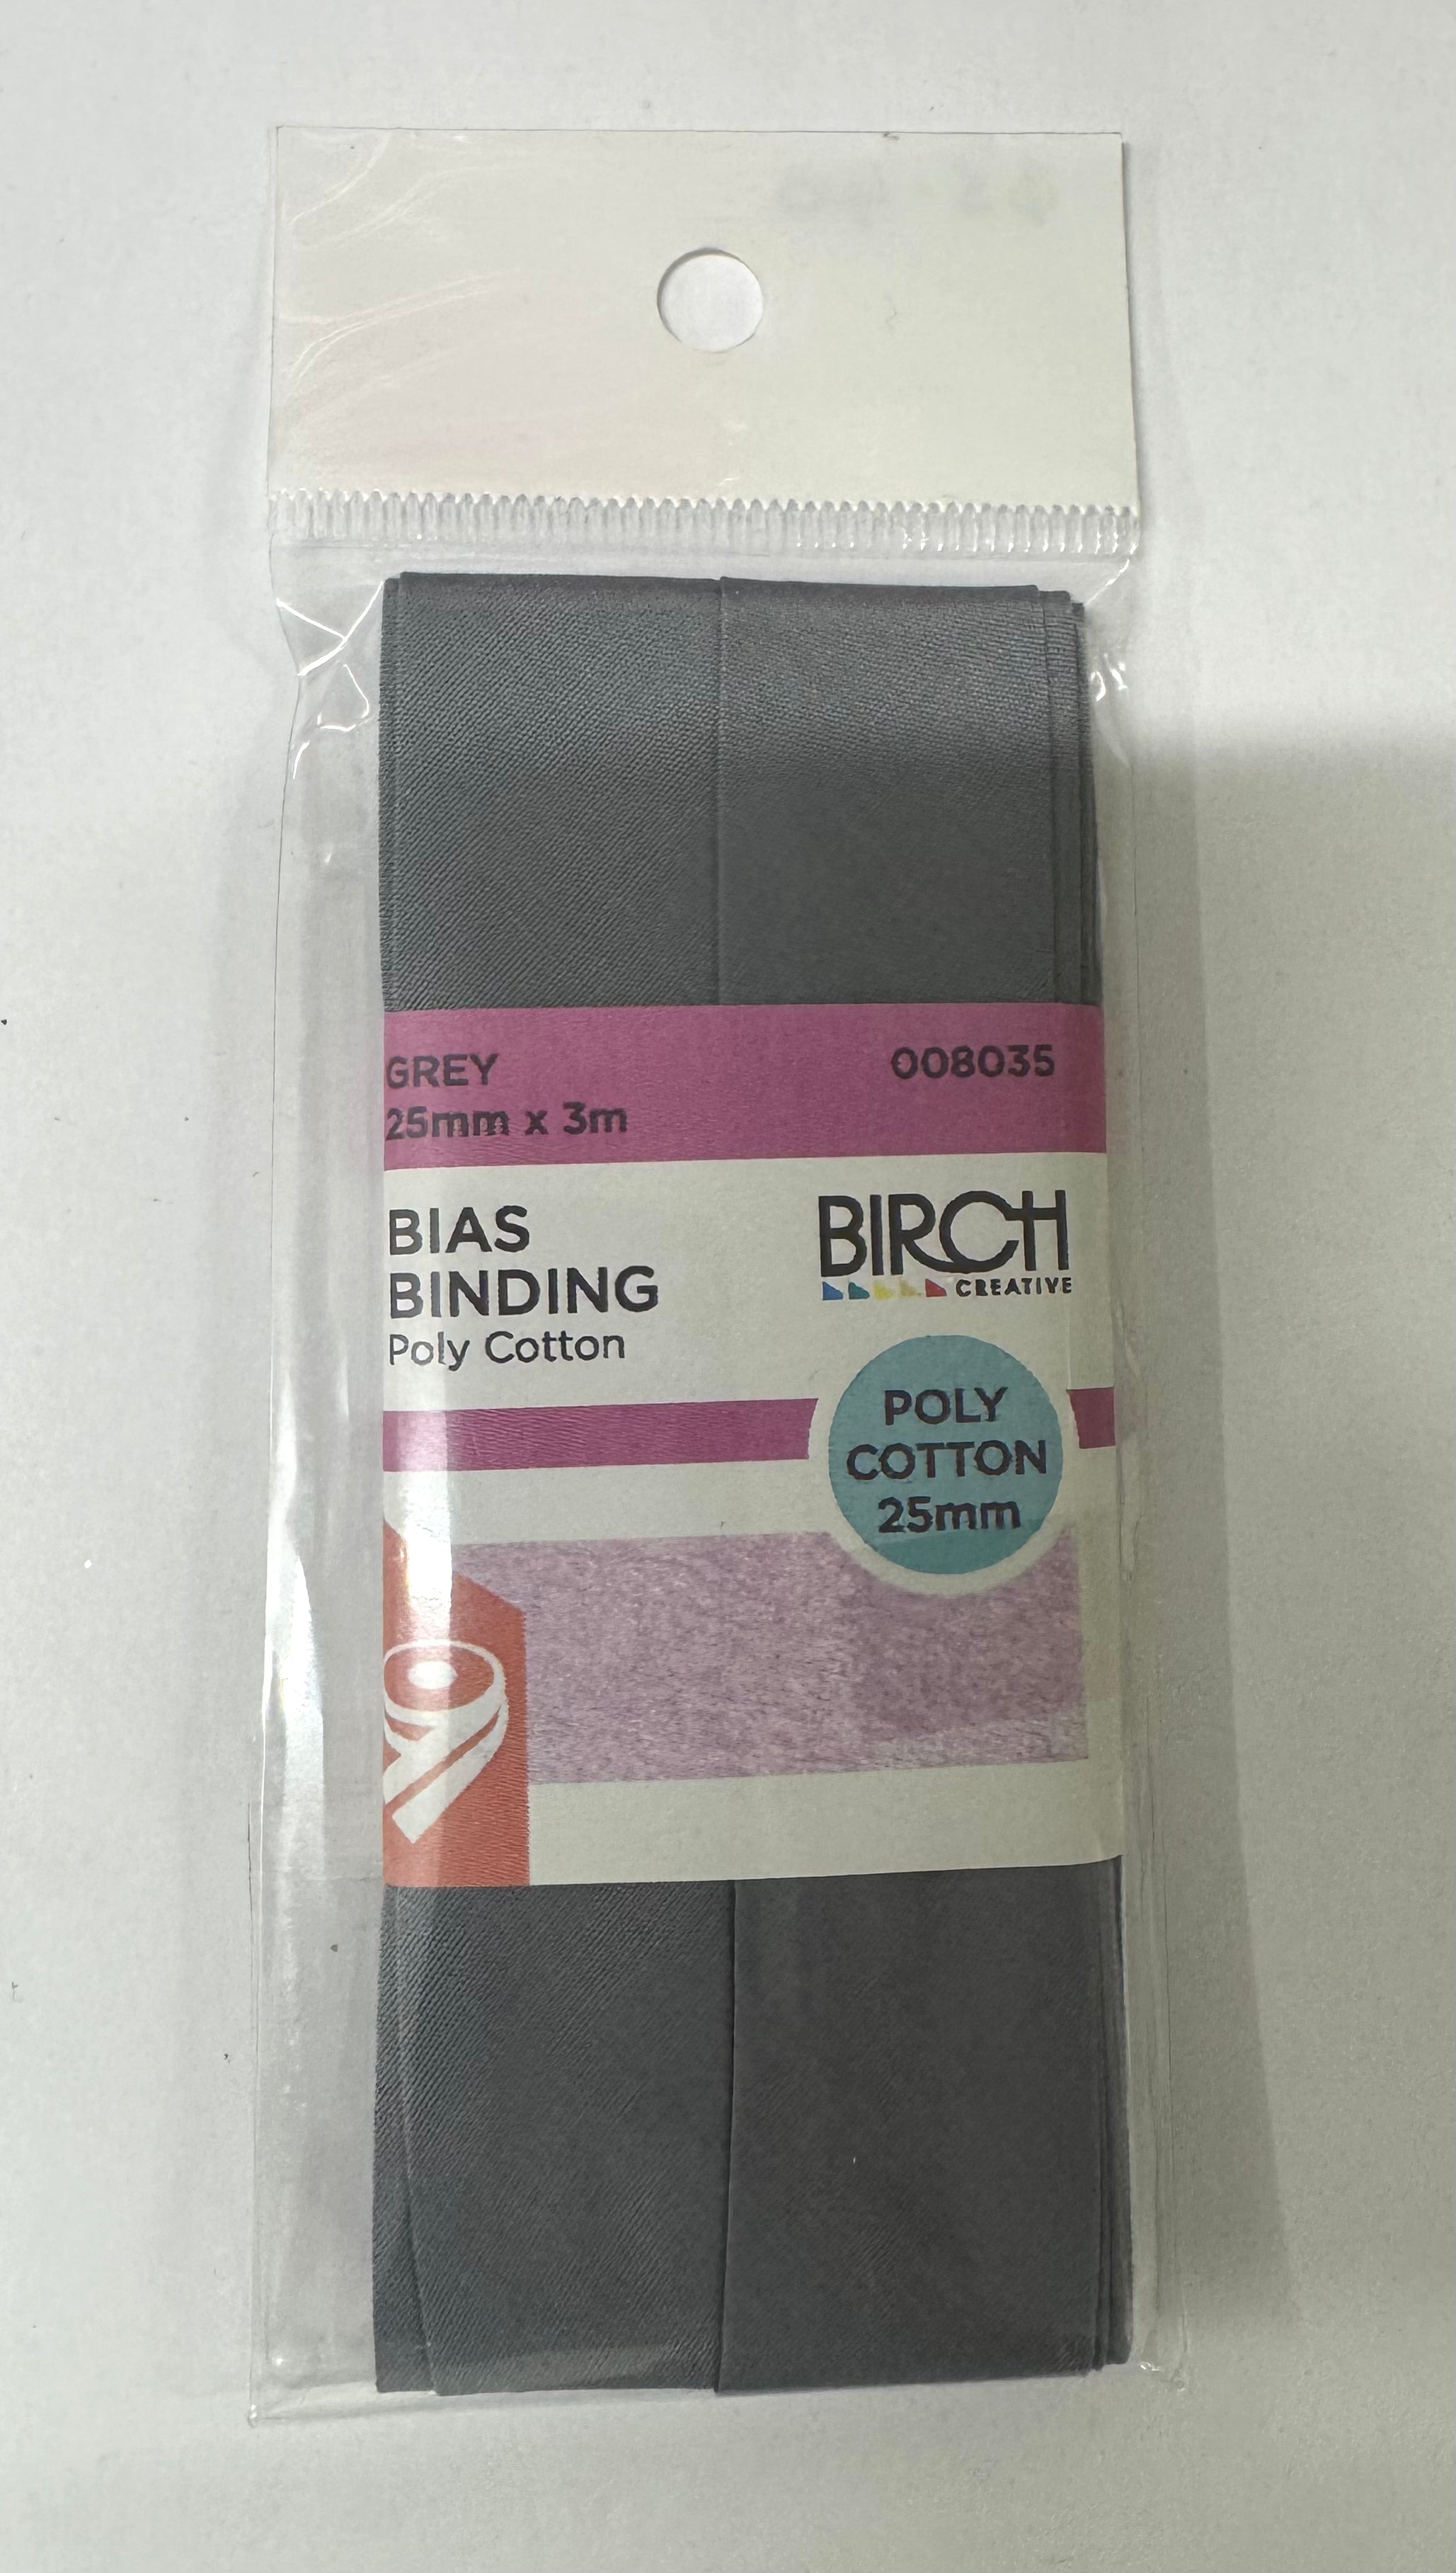 GREY
25mm x 3m
008035
BIAS
BINDING
Poly Cotton
BIRCH
CREATIVE
POLY
COTTON
25mm